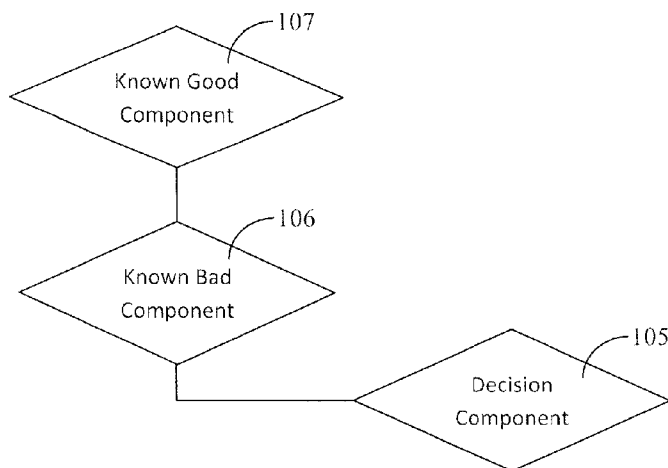 107
Known Good
Component
106
Known Bad
Component
105
Decision
Component